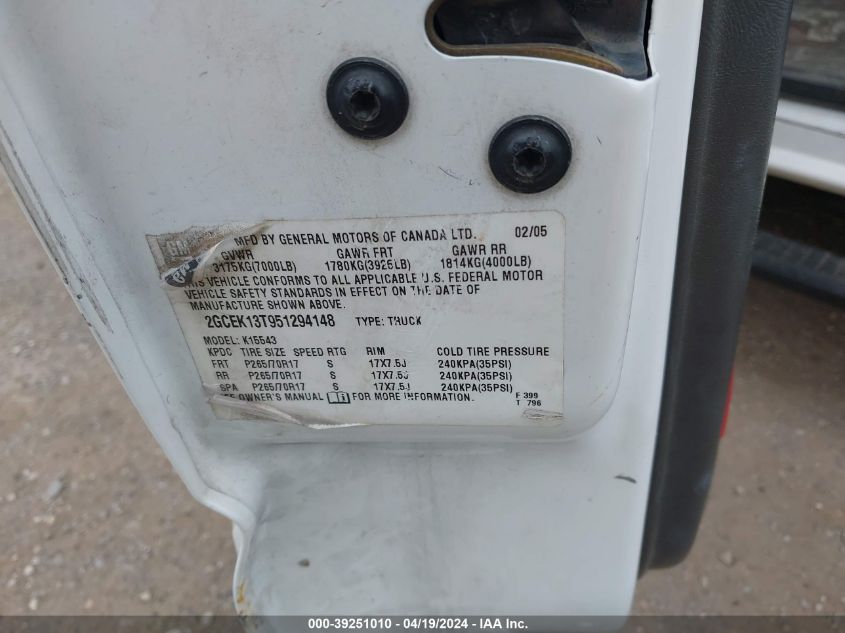 GM
MFD BY GENERAL MOTORS OF CANADA LTD. 02/05
GVWR GAWR FRT GAWR RR
3175KG(7000LB) 1780KG(3925LB) 1814KG(4000LB)
THIS VEHICLE CONFORMS TO ALL APPLICABLE U.S. FEDERAL MOTOR
VEHICLE SAFETY STANDARDS IN EFFECT ON THE DATE OF
MANUFACTURE SHOWN ABOVE.
2GCEK13T951294148 TYPE: TRUCK
MODEL: K15543
KPDC TIRE SIZE SPEED RTG RIM COLD TIRE PRESSURE
FRT P265/70R17 S 17X7.5J 240KPA(35PSI)
RR P265/70R17 S 17X7.5J 240KPA(35PSI)
SPA P265/70R17 S 17X7.5J 240KPA(35PSI)
SEE OWNER'S MANUAL FOR MORE INFORMATION. F 399
T 796
000-39251010 - 04/19/2024 - IAA Inc.